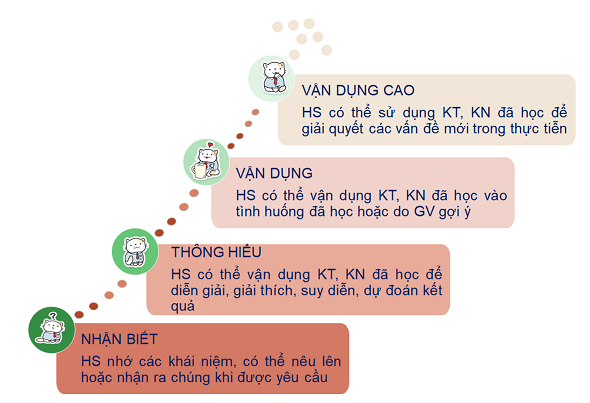 VẬN DỤNG CAO
HS có thể sử dụng KT, KN đã học để
giải quyết các vấn đề mới trong thực tiễn
VẬN DỤNG
HS có thể vận dụng KT, KN đã học vào
tình huống đã học hoặc do GV gợi ý
THÔNG HIỂU
HS có thể vận dụng KT, KN đã học để
diễn giải, giải thích, suy diễn, dự đoán kết
quả
NHẬN BIẾT
HS nhớ các khái niệm, có thể nêu lên
hoặc nhận ra chúng khi được yêu cầu